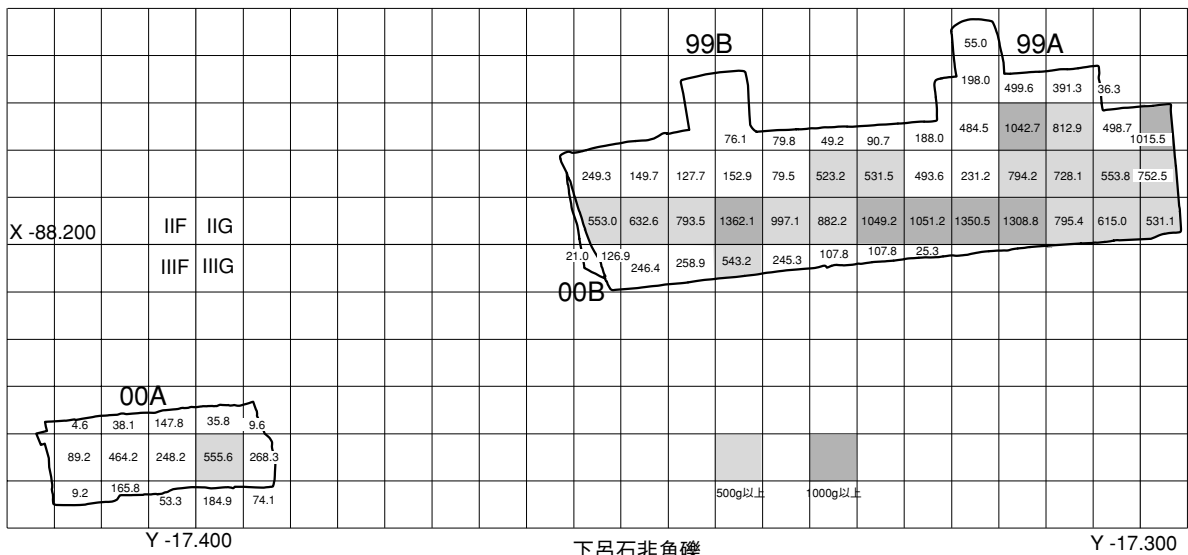 55.0
99B 99A
198.0 499.6 391.3 36.3
76.1 79.8 49.2 90.7 188.0 484.5 1042.7 812.9 498.7 1015.5
249.3 149.7 127.7 152.9 79.5 523.2 531.5 493.6 231.2 794.2 728.1 553.8 752.5
X -88.200 IIF IIG 553.0 632.6 793.5 1362.1 997.1 882.2 1049.2 1051.2 1350.5 1308.8 795.4 615.0 531.1
IIIF IIIG 21.0 126.9 246.4 258.9 543.2 245.3 107.8 107.8 25.3
00B
00A
4.6 38.1 147.8 35.8 9.6
89.2 464.2 248.2 555.6 268.3
9.2 165.8 53.3 184.9 74.1
500g以上 1000g以上
Y -17.400 下呂石非角礫 Y -17.300